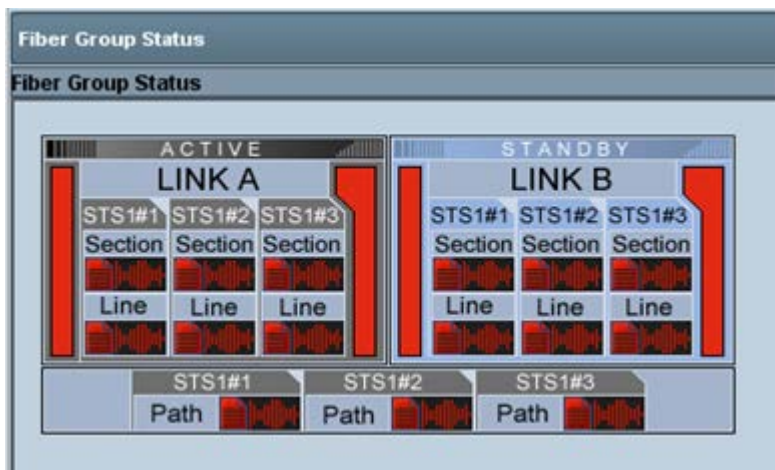 Fiber Group Status
Fiber Group Status
ACTIVE
LINK A
STS1#1 STS1#2 STS1#3
Section Section Section
Line Line Line
STANDBY
LINK B
STS1#1 STS1#2 STS1#3
Section Section Section
Line Line Line
STS1#1 STS1#2 STS1#3
Path Path Path